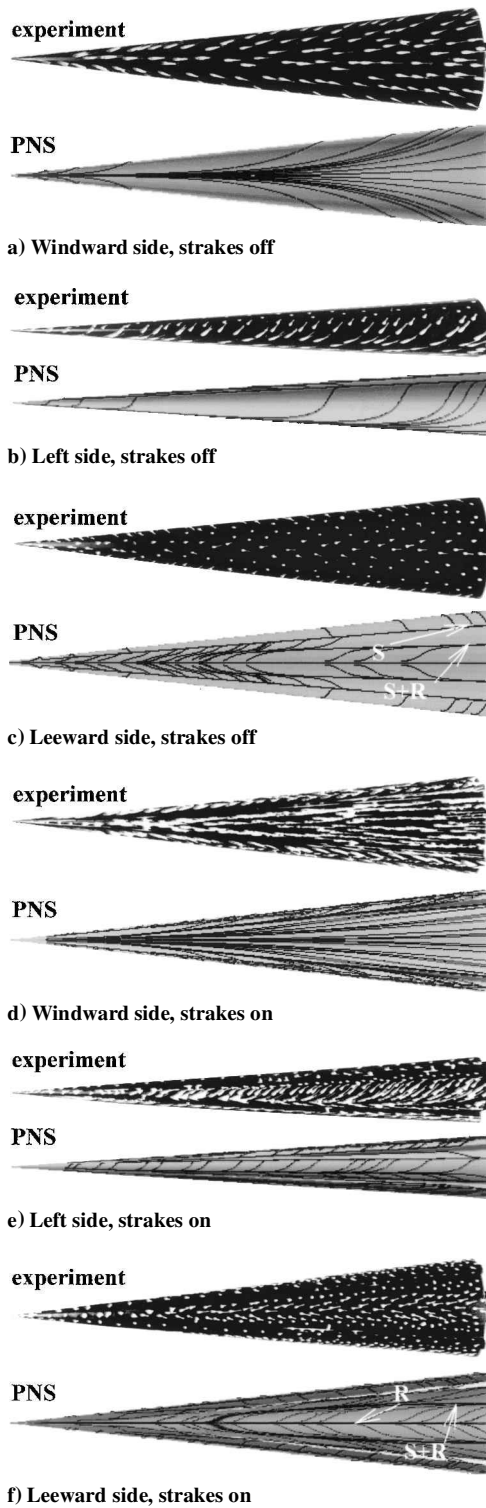 experiment
PNS
a) Windward side, strakes off
experiment
PNS
b) Left side, strakes off
experiment
PNS
S
S+R
c) Leeward side, strakes off
experiment
PNS
d) Windward side, strakes on
experiment
PNS
e) Left side, strakes on
experiment
PNS
R
S+R
f) Leeward side, strakes on